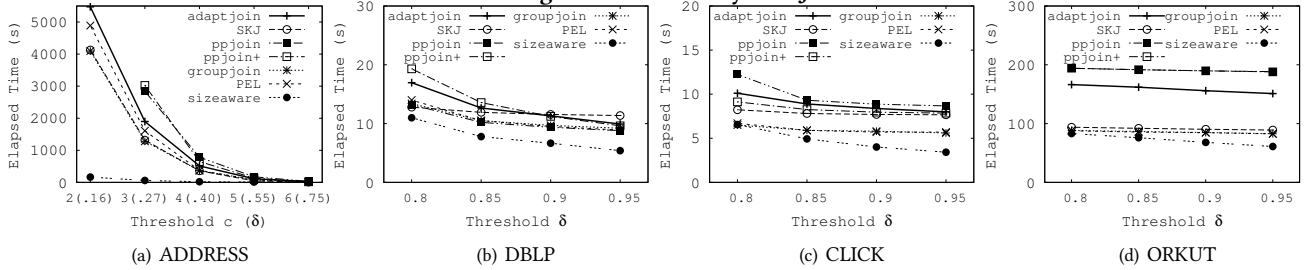 Elapsed Time (s)
5000
4000
3000
2000
1000
0
adaptjoin
SKJ
ppjoin
ppjoin+
groupjoin
PEL
sizeaware
2(.16) 3(.27) 4(.40) 5(.55) 6(.75)
Threshold c (δ)
(a) ADDRESS
Elapsed Time (s)
30
20
10
0
adaptjoin groupjoin
SKJ PEL
ppjoin sizeaware
ppjoin+
0.8 0.85 0.9 0.95
Threshold δ
(b) DBLP
Elapsed Time (s)
20
15
10
5
0
adaptjoin groupjoin
SKJ PEL
ppjoin sizeaware
ppjoin+
0.8 0.85 0.9 0.95
Threshold δ
(c) CLICK
Elapsed Time (s)
300
200
100
0
adaptjoin groupjoin
SKJ PEL
ppjoin sizeaware
ppjoin+
0.8 0.85 0.9 0.95
Threshold δ
(d) ORKUT